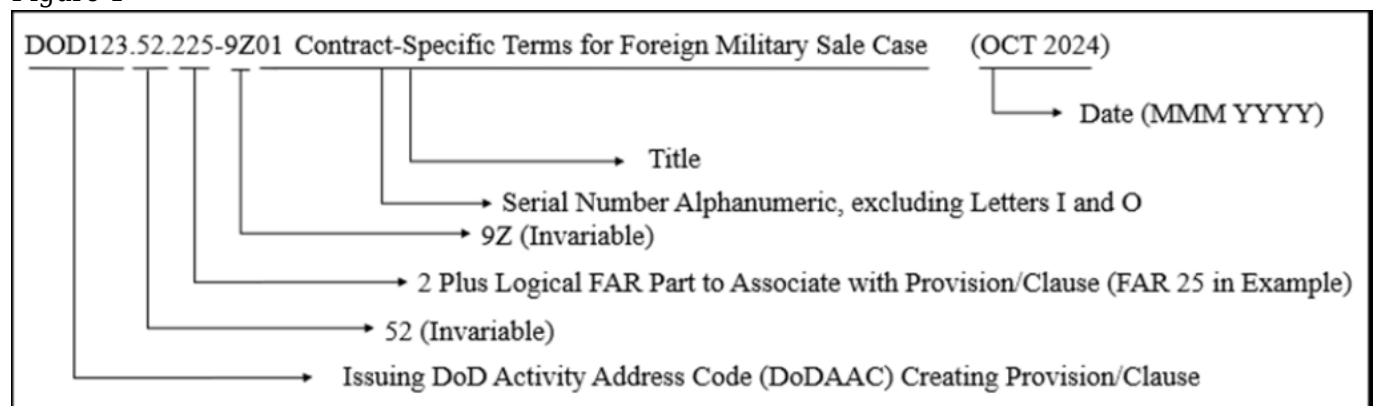 DOD123.52.225-9Z01 Contract-Specific Terms for Foreign Military Sale Case (OCT 2024)
Date (MMM YYYY)
Title
Serial Number Alphanumeric, excluding Letters I and O
9Z (Invariable)
2 Plus Logical FAR Part to Associate with Provision/Clause (FAR 25 in Example)
52 (Invariable)
Issuing DoD Activity Address Code (DoDAAC) Creating Provision/Clause